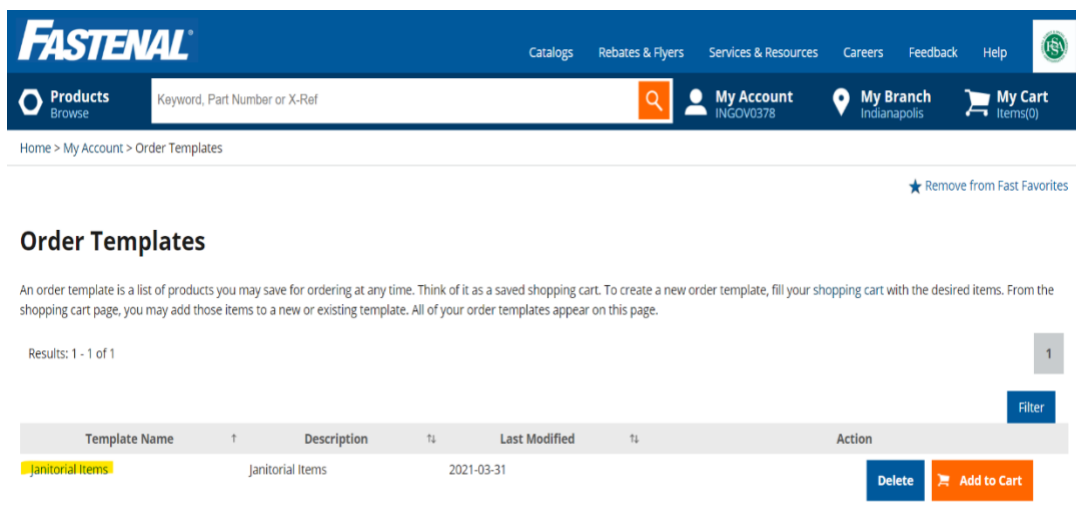 FASTENAL®
Catalogs Rebates & Flyers Services & Resources Careers Feedback Help
Products
Browse
Keyword, Part Number or X-Ref
My Account
INGOV0378
My Branch
Indianapolis
My Cart
Items(0)
Home > My Account > Order Templates
Remove from Fast Favorites
Order Templates
An order template is a list of products you may save for ordering at any time. Think of it as a saved shopping cart. To create a new order template, fill your shopping cart with the desired items. From the
shopping cart page, you may add those items to a new or existing template. All of your order templates appear on this page.
Results: 1 - 1 of 1
1
Filter
Template Name ↑ Description ↑↓ Last Modified ↑↓ Action
Janitorial Items Janitorial Items 2021-03-31 Delete Add to Cart